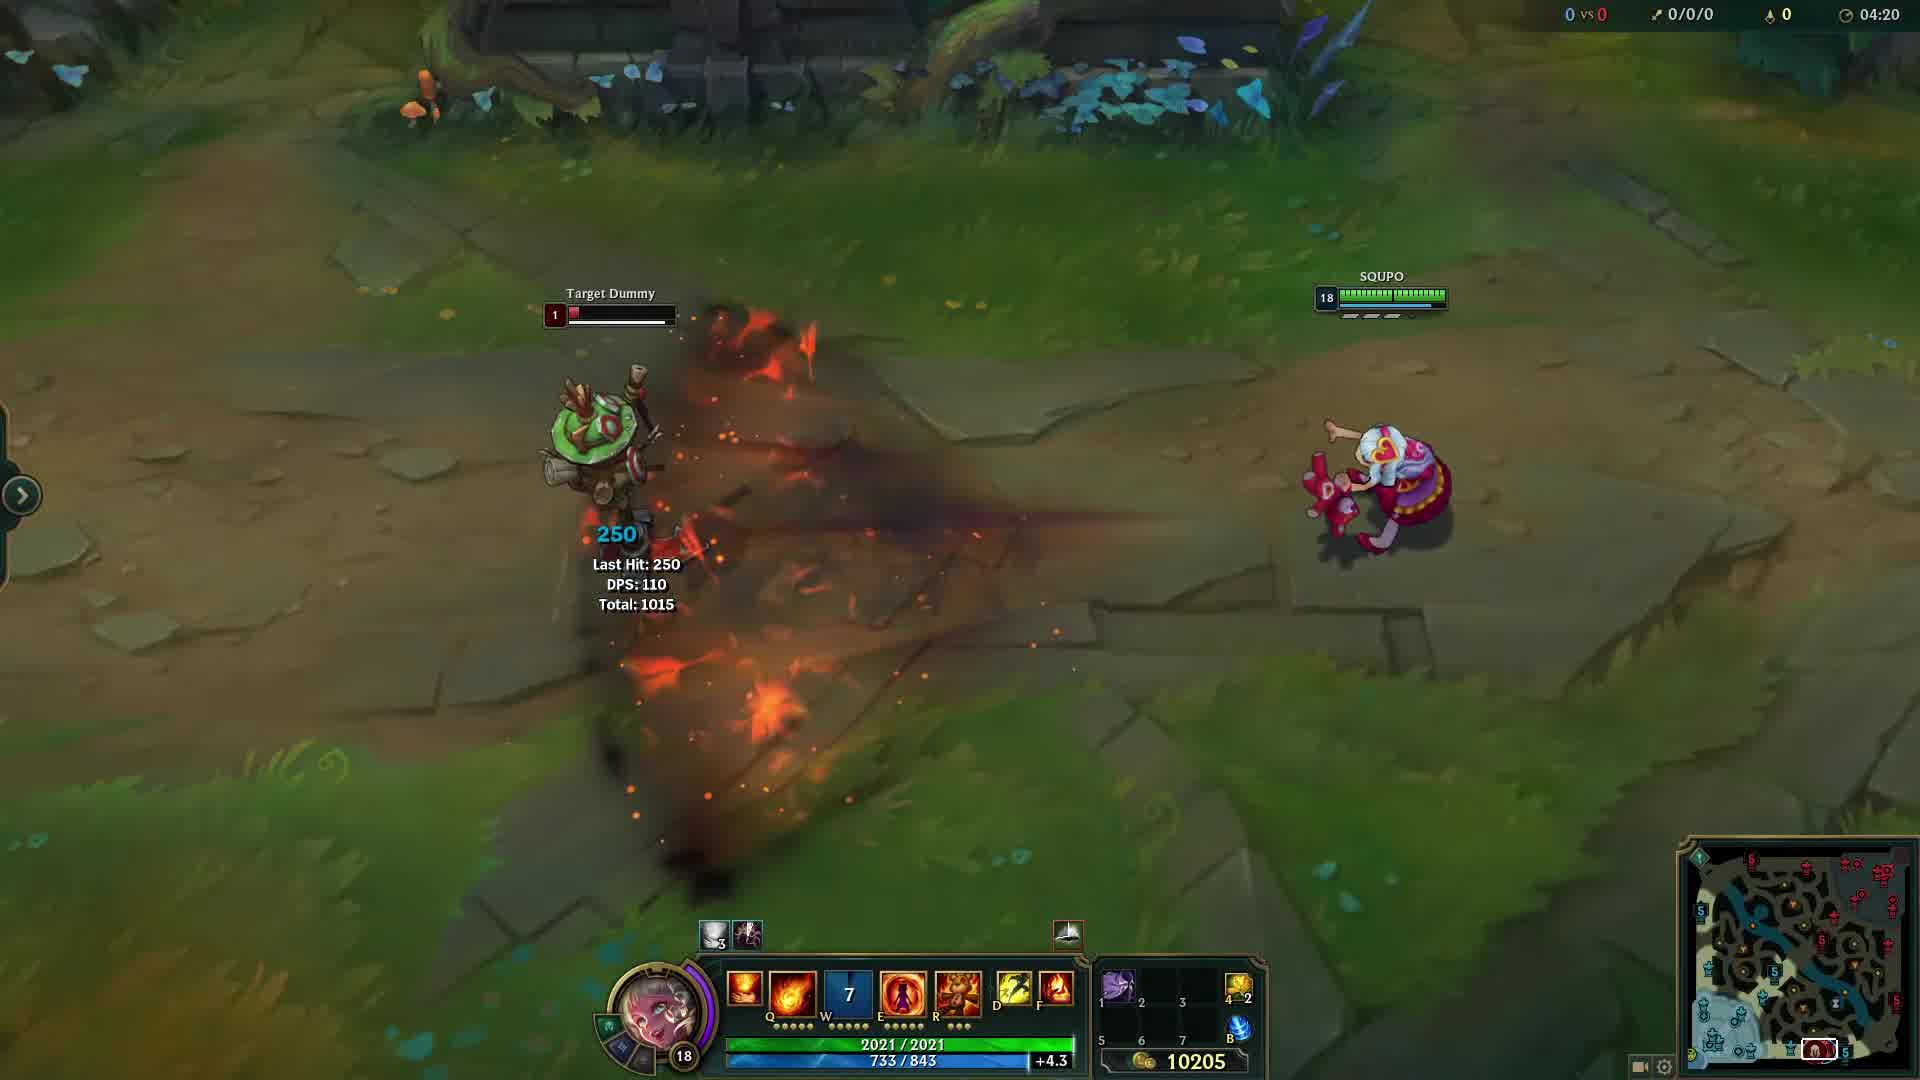 0 vs 0 0/0/0 0 04:20
SQUPO
18
Target Dummy
1
250
Last Hit: 250
DPS: 110
Total: 1015
3
7
Q W E R D F
1 2 3 4 2
5 6 7 B
18
2021 / 2021
733 / 843 +4.3
10205
S
S
S
S
S
S
5